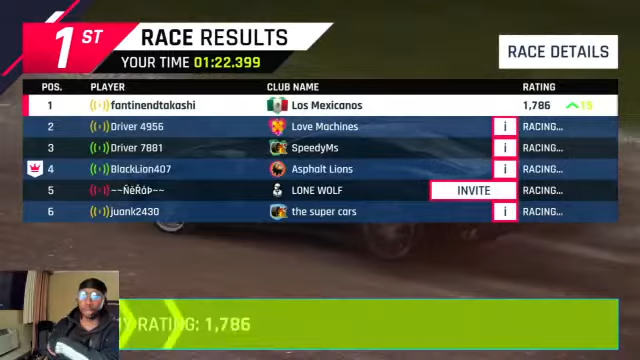 1ST RACE RESULTS
YOUR TIME 01:22.399
RACE DETAILS
POS. PLAYER CLUB NAME RATING
1 fantinendtakashi Los Mexicanos 1,786 15
2 Driver 4956 Love Machines i RACING...
3 Driver 7881 SpeedyMs i RACING...
4 BlackLion407 Asphalt Lions i RACING...
5 ~~ÑëŘóÞ~~ LONE WOLF INVITE RACING...
6 juank2430 the super cars i RACING...
RATING: 1,786